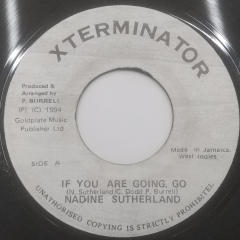 XTERMINATOR
Produced &
Arranged by
P. BURRELL
(P) (C) 1994
Goldplate Music
Publisher Ltd
Made in Jamaica,
West Indies
SIDE A
IF YOU ARE GOING, GO
(N. Sutherland/C. Dodd/P. Burrell)
NADINE SUTHERLAND
UNAUTHORISED COPYING IS STRICTLY PROHIBITED.